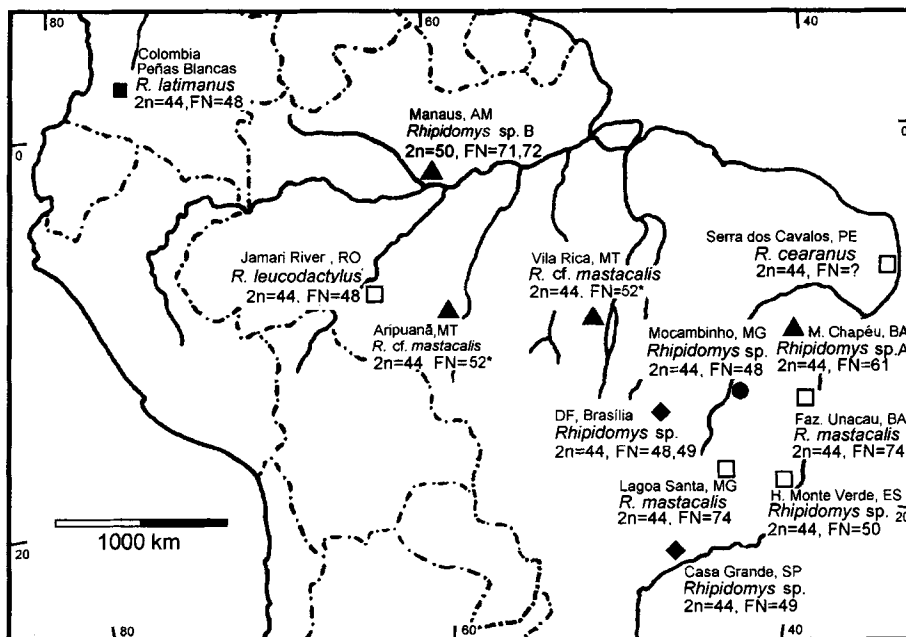 80
60
40
Colombia
Peñas Blancas
R. latimanus
2n=44,FN=48
Manaus, AM
Rhipidomys sp. B
2n=50, FN=71,72
0
0
Jamari River , RO
R. leucodactylus
2n=44, FN=48
Vila Rica, MT
R. cf. mastacalis
2n=44. FN=52*
Serra dos Cavalos, PE
R. cearanus
2n=44, FN=?
Aripuanã,MT
R. cf. mastacalis
2n=44 FN=52*
Mocambinho, MG
Rhipidomys sp.
2n=44, FN=48
M. Chapéu, BA
Rhipidomys sp.A
2n=44, FN=61
DF, Brasília
Rhipidomys sp.
2n=44, FN=48,49
Faz. Unacau, BA
R. mastacalis
2n=44, FN=74
Lagoa Santa, MG
R. mastacalis
2n=44, FN=74
H. Monte Verde, ES
Rhipidomys sp.
2n=44, FN=50
20
1000 km
20
Casa Grande, SP
Rhipidomys sp.
2n=44, FN=49
80
60
40